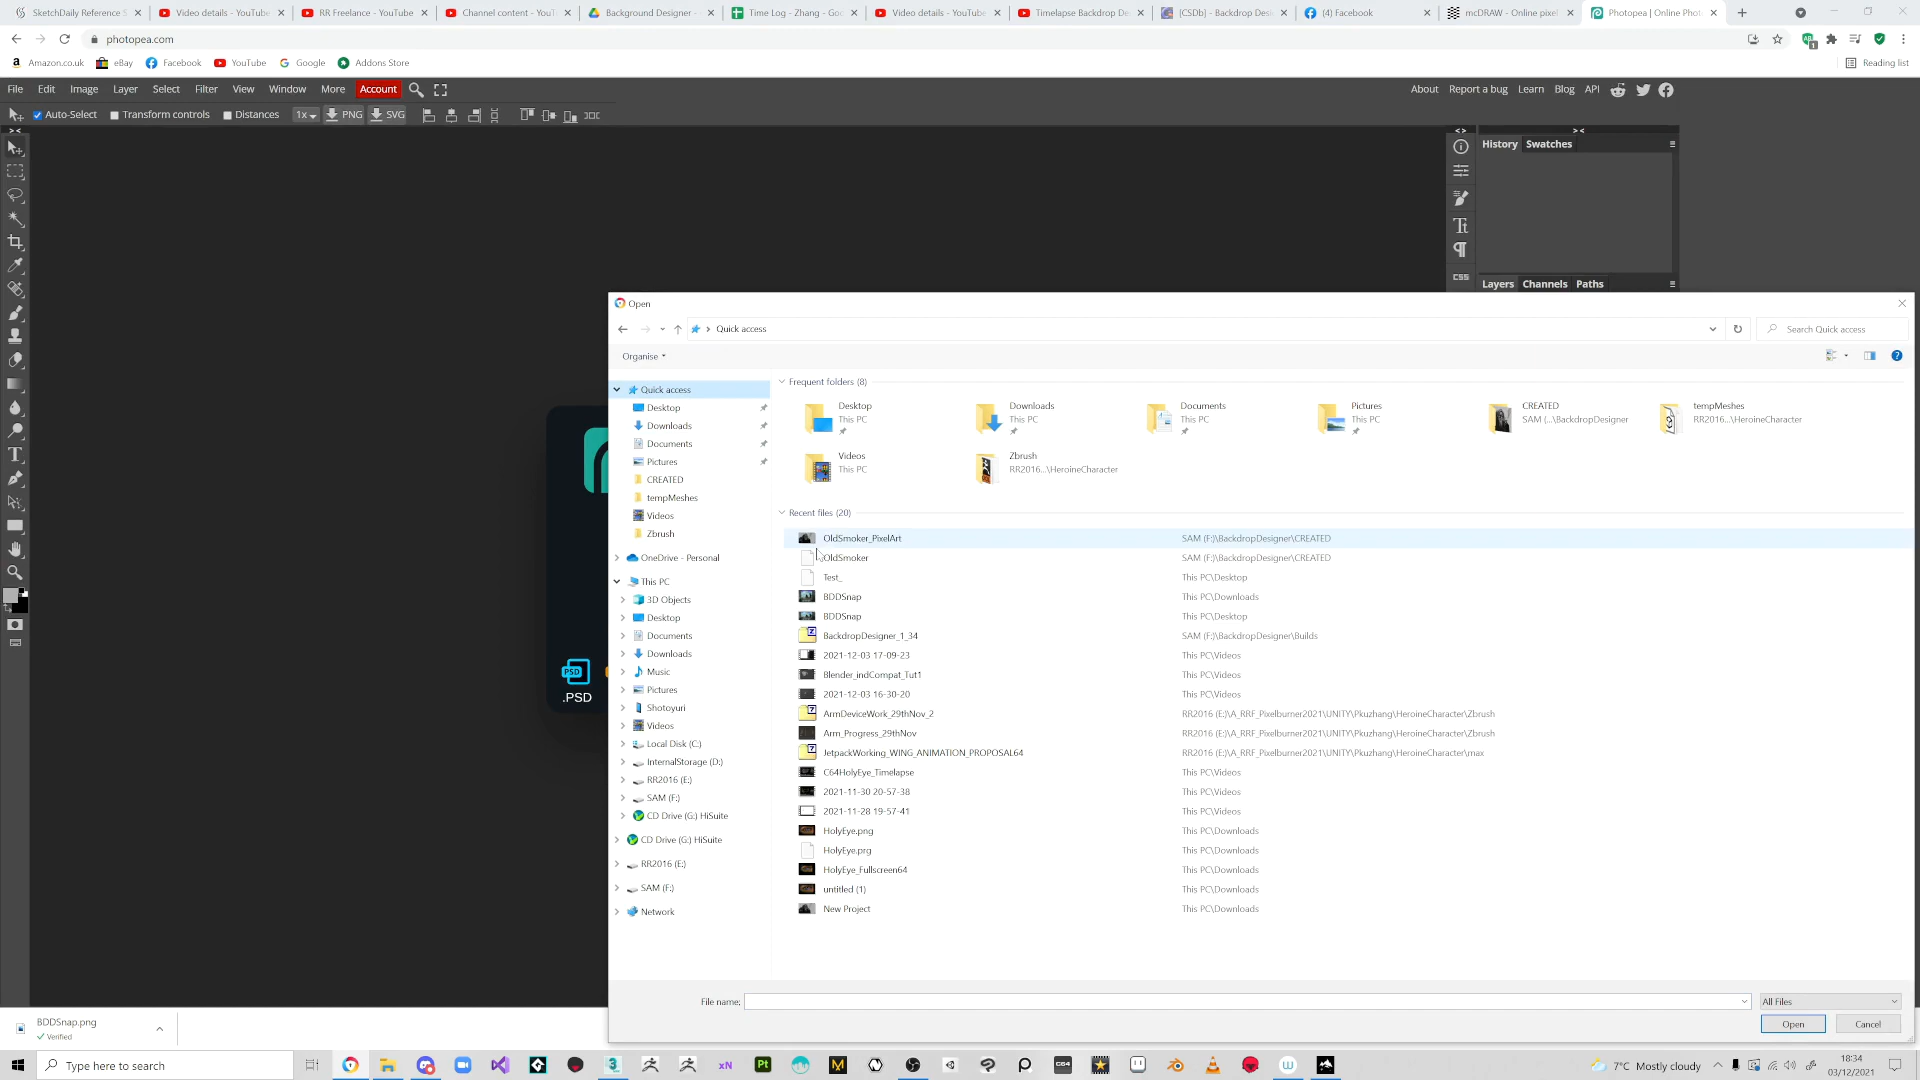 SketchDaily Reference S
Video details - YouTube
RR Freelance - YouTube
Channel content - YouT
Background Designer -
Time Log - Zhang - Goo
Video details - YouTube
Timelapse Backdrop De
[CSDb] - Backdrop Desi
(4) Facebook
mcDRAW - Online pixel
Photopea | Online Phot
photopea.com
Amazon.co.uk eBay Facebook YouTube Google Addons Store
Reading list
File Edit Image Layer Select Filter View Window More Account
About Report a bug Learn Blog API
Auto-Select Transform controls Distances 1x PNG SVG
History Swatches
CSS
Layers Channels Paths
PSD
.PSD
Open
Quick access
Search Quick access
Organise
Quick access
Desktop
Downloads
Documents
Pictures
CREATED
tempMeshes
Videos
Zbrush
OneDrive - Personal
This PC
3D Objects
Desktop
Documents
Downloads
Music
Pictures
Shotoyuri
Videos
Local Disk (C:)
InternalStorage (D:)
RR2016 (E:)
SAM (F:)
CD Drive (G:) HiSuite
CD Drive (G:) HiSuite
RR2016 (E:)
SAM (F:)
Network
Frequent folders (8)
Desktop
This PC
Downloads
This PC
Documents
This PC
Pictures
This PC
CREATED
SAM (...\BackdropDesigner
tempMeshes
RR2016...\HeroineCharacter
Videos
This PC
Zbrush
RR2016...\HeroineCharacter
Recent files (20)
OldSmoker_PixelArt SAM (F:)\BackdropDesigner\CREATED
OldSmoker SAM (F:)\BackdropDesigner\CREATED
Test_ This PC\Desktop
BDDSnap This PC\Downloads
BDDSnap This PC\Desktop
BackdropDesigner_1_34 SAM (F:)\BackdropDesigner\Builds
2021-12-03 17-09-23 This PC\Videos
Blender_indCompat_Tut1 This PC\Videos
2021-12-03 16-30-20 This PC\Videos
ArmDeviceWork_29thNov_2 RR2016 (E:)\A_RRF_Pixelburner2021\UNITY\Pkuzhang\HeroineCharacter\Zbrush
Arm_Progress_29thNov RR2016 (E:)\A_RRF_Pixelburner2021\UNITY\Pkuzhang\HeroineCharacter\Zbrush
JetpackWorking_WING_ANIMATION_PROPOSAL64 RR2016 (E:)\A_RRF_Pixelburner2021\UNITY\Pkuzhang\HeroineCharacter\max
C64HolyEye_Timelapse This PC\Videos
2021-11-30 20-57-38 This PC\Videos
2021-11-28 19-57-41 This PC\Videos
HolyEye.png This PC\Downloads
HolyEye.prg This PC\Downloads
HolyEye_Fullscreen64 This PC\Downloads
untitled (1) This PC\Downloads
New Project This PC\Downloads
File name:
All Files
Open Cancel
BDDSnap.png
Verified
Type here to search
7°C Mostly cloudy
18:34
03/12/2021